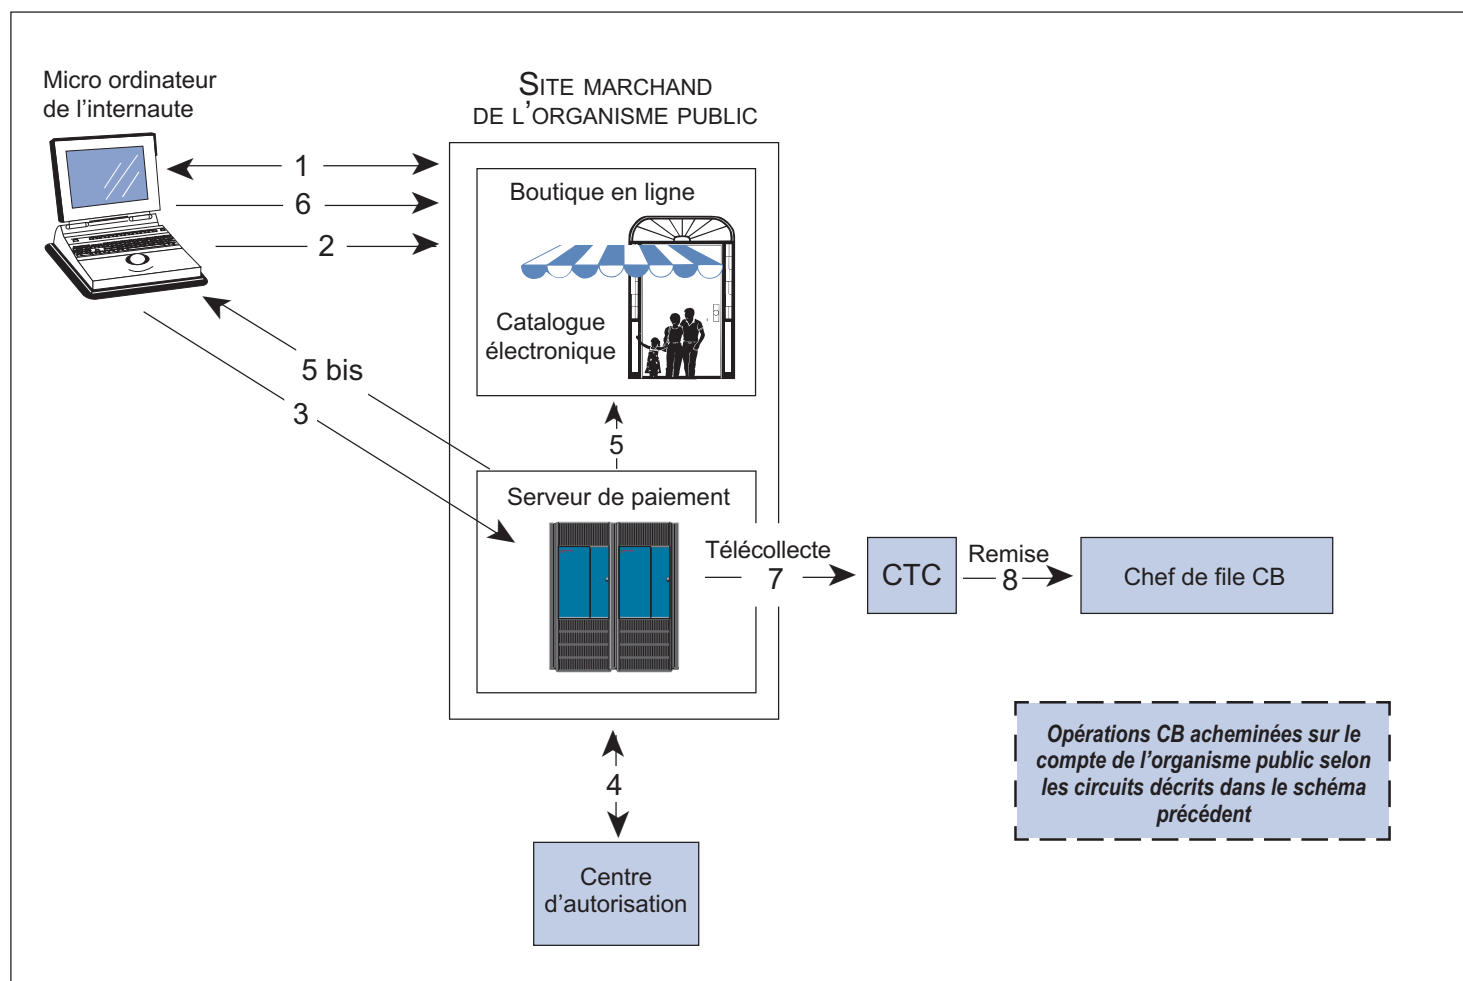 Micro ordinateur
de l’internaute
SITE MARCHAND
DE L’ORGANISME PUBLIC
1
6
2
Boutique en ligne
Catalogue
électronique
5 bis
3
5
Serveur de paiement
Télécollecte
7
CTC
Remise
8
Chef de file CB
Opérations CB acheminées sur le
compte de l’organisme public selon
les circuits décrits dans le schéma
précédent
4
Centre
d’autorisation